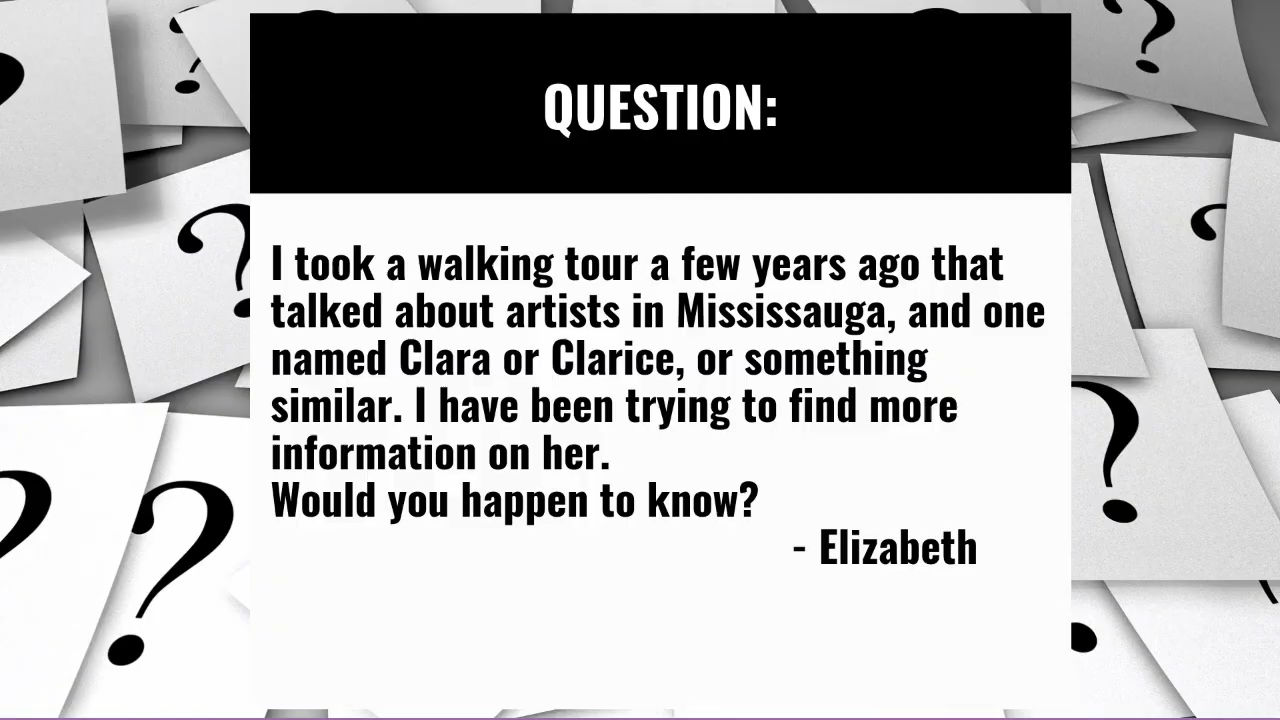 QUESTION:
I took a walking tour a few years ago that
talked about artists in Mississauga, and one
named Clara or Clarice, or something
similar. I have been trying to find more
information on her.
Would you happen to know?
- Elizabeth